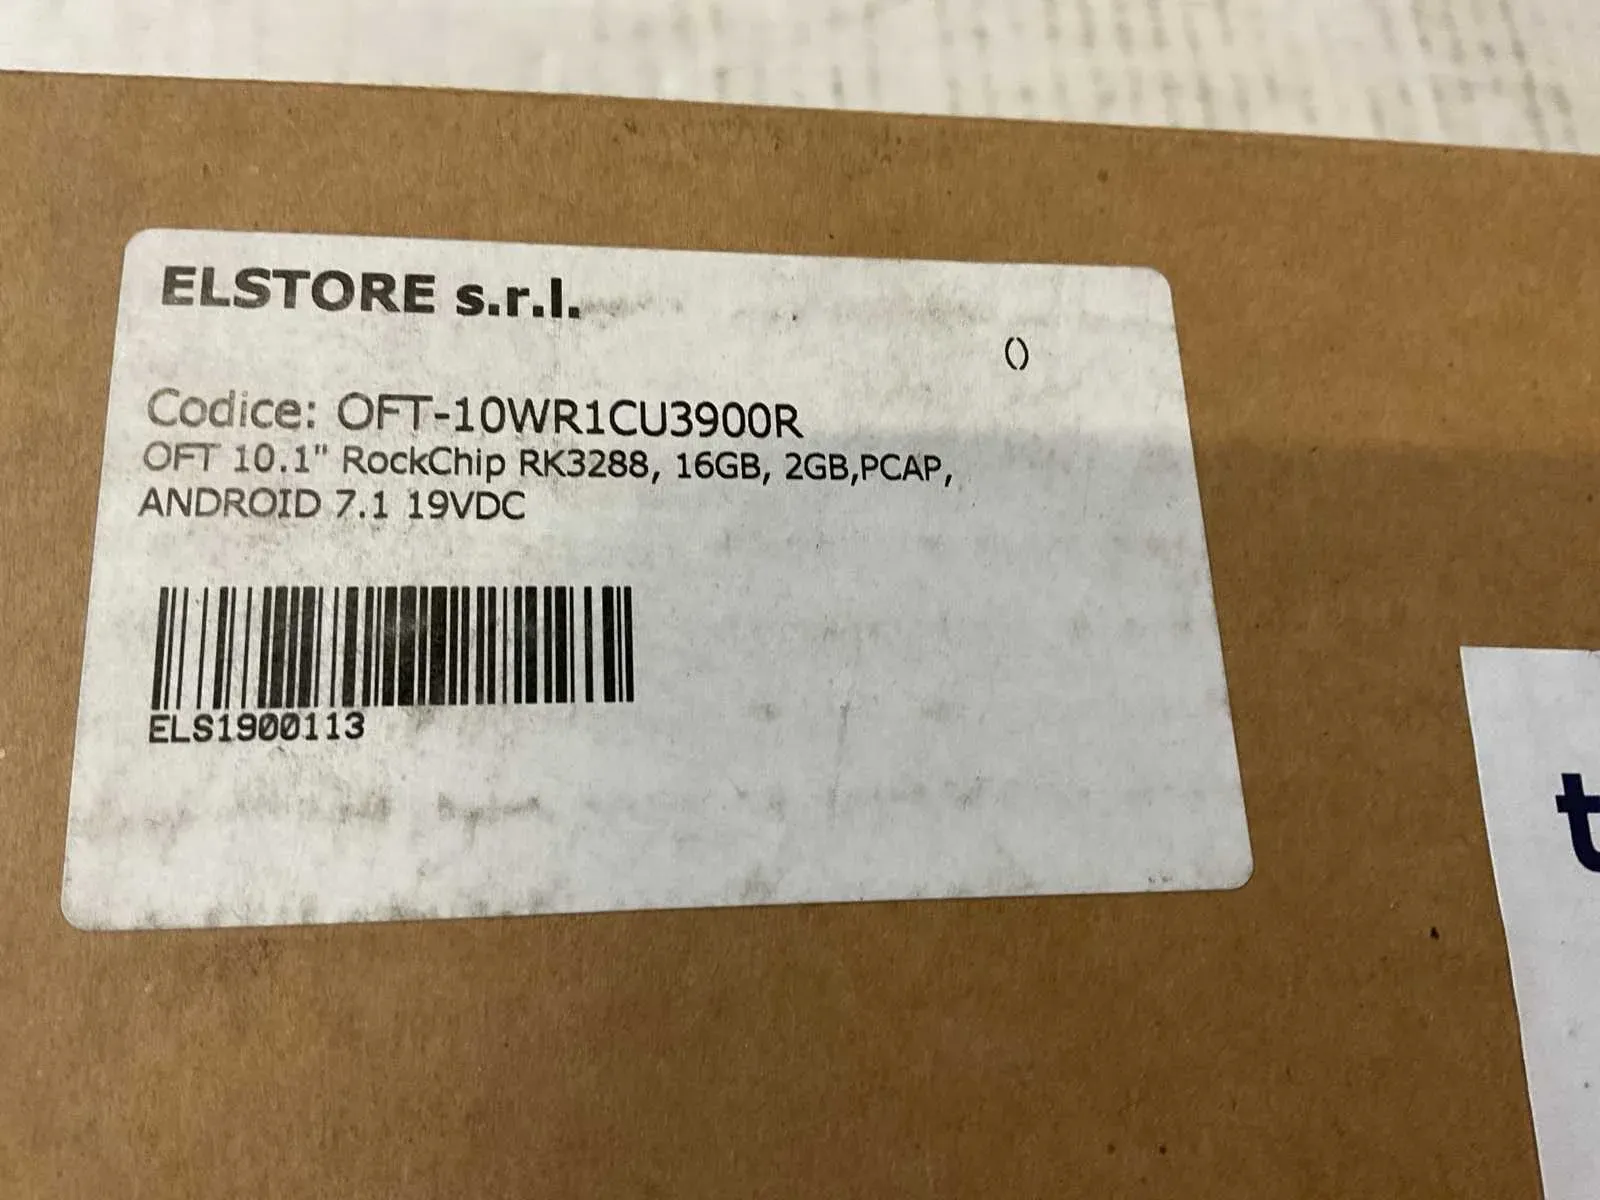 ELSTORE s.r.l.
()
Codice: OFT-10WR1CU3900R
OFT 10.1" RockChip RK3288, 16GB, 2GB,PCAP,
ANDROID 7.1 19VDC
ELS1900113
t